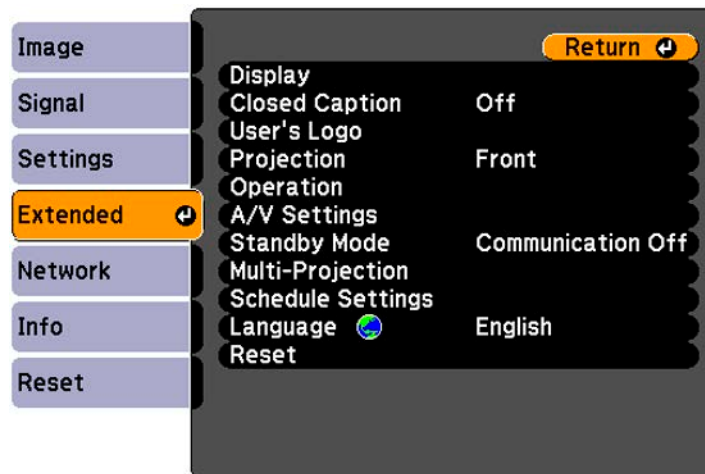 Image
Signal
Settings
Extended
Network
Info
Reset
Return
Display
Closed Caption Off
User's Logo
Projection Front
Operation
A/V Settings
Standby Mode Communication Off
Multi-Projection
Schedule Settings
Language English
Reset